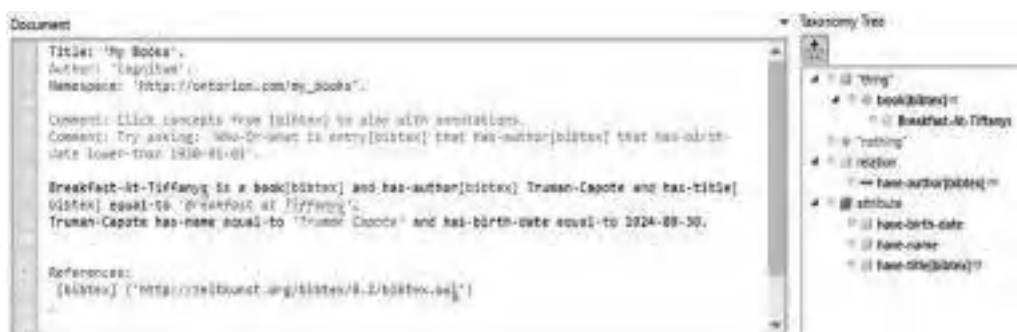 Document
Title: 'My Books'.
Author: 'Cognitum'.
Namespace: 'http://ontorion.com/my_books'.
Comment: Click concepts from [bibtex] to play with annotations.
Comment: Try asking: 'Who-Or-What is entry[bibtex] that has-author[bibtex] that has-birth-
date lower-than 1930-01-01'.
Breakfast-At-Tiffanys is a book[bibtex] and has-author[bibtex] Truman-Capote and has-title[
bibtex] equal-to 'Breakfast at Tiffanys'.
Truman-Capote has-name equal-to 'Truman Capote' and has-birth-date equal-to 1924-09-30.
References:
[bibtex] ('http://zeitkunst.org/bibtex/0.2/bibtex.owl')
Taxonomy Tree
"thing"
book[bibtex]
Breakfast-At-Tiffanys
"nothing"
relation
have-author[bibtex]
attribute
have-birth-date
have-name
have-title[bibtex]